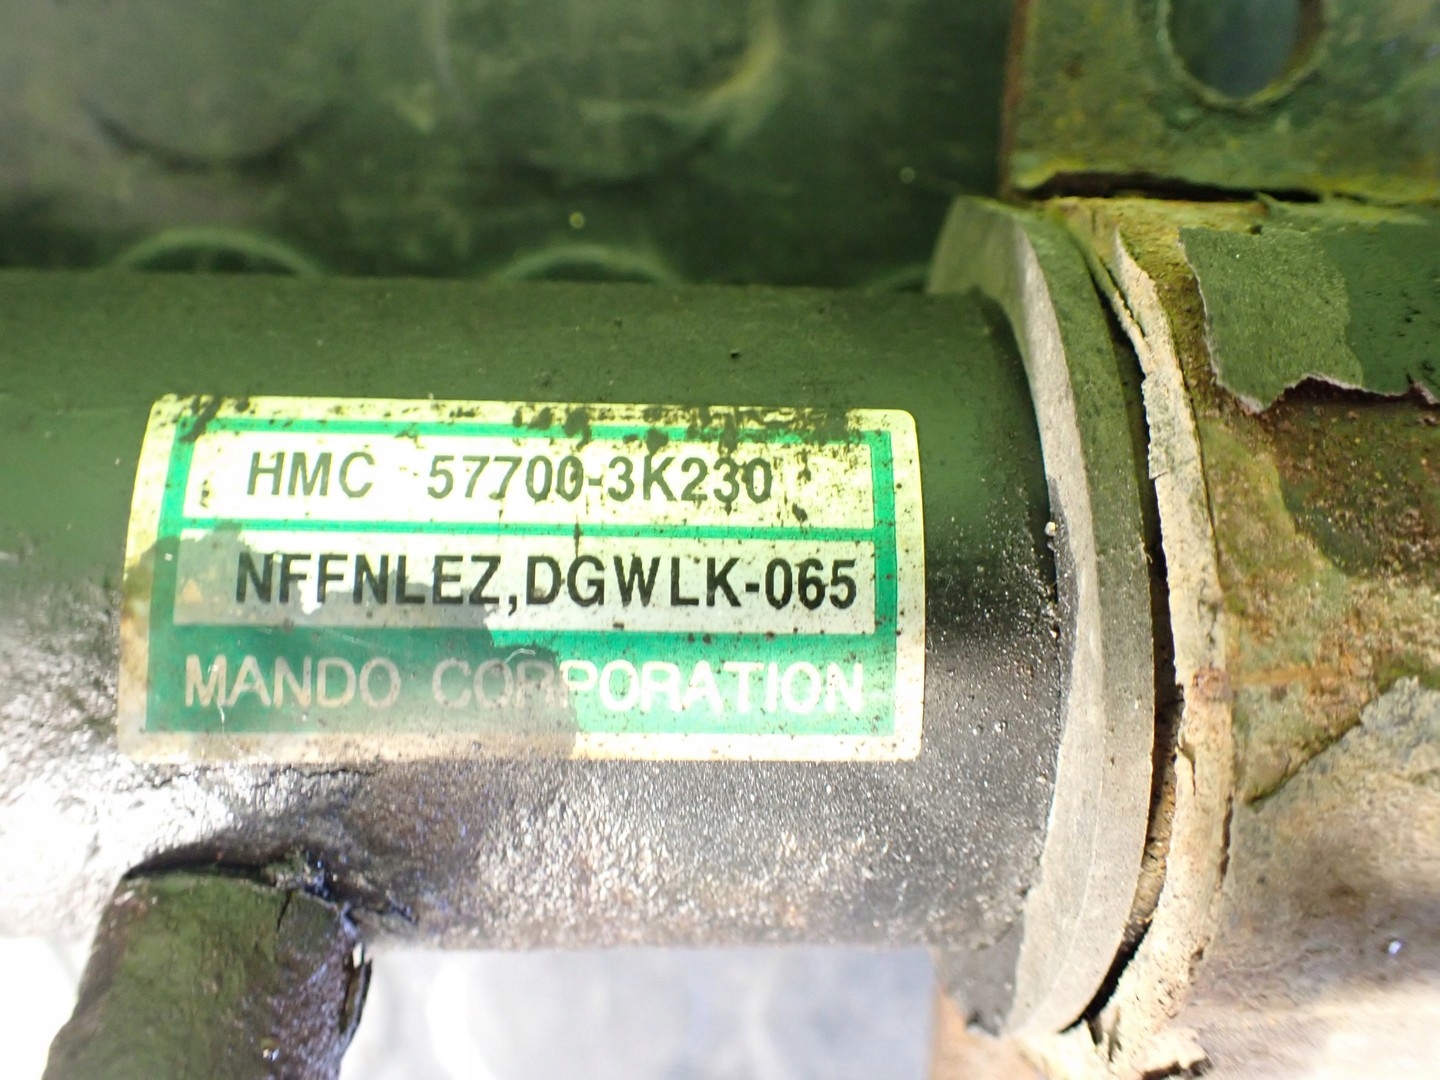 HMC 57700-3K230
NFFNLEZ,DGWLK-065
MANDO CORPORATION